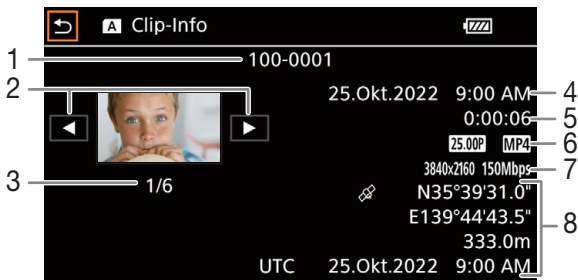 A Clip-Info
1 100-0001
2
25.Okt.2022 9:00 AM 4
0:00:06 5
25.00P MP4 6
3840x2160 150Mbps 7
3 1/6
N35°39'31.0"
E139°44'43.5" 8
333.0m
UTC 25.Okt.2022 9:00 AM